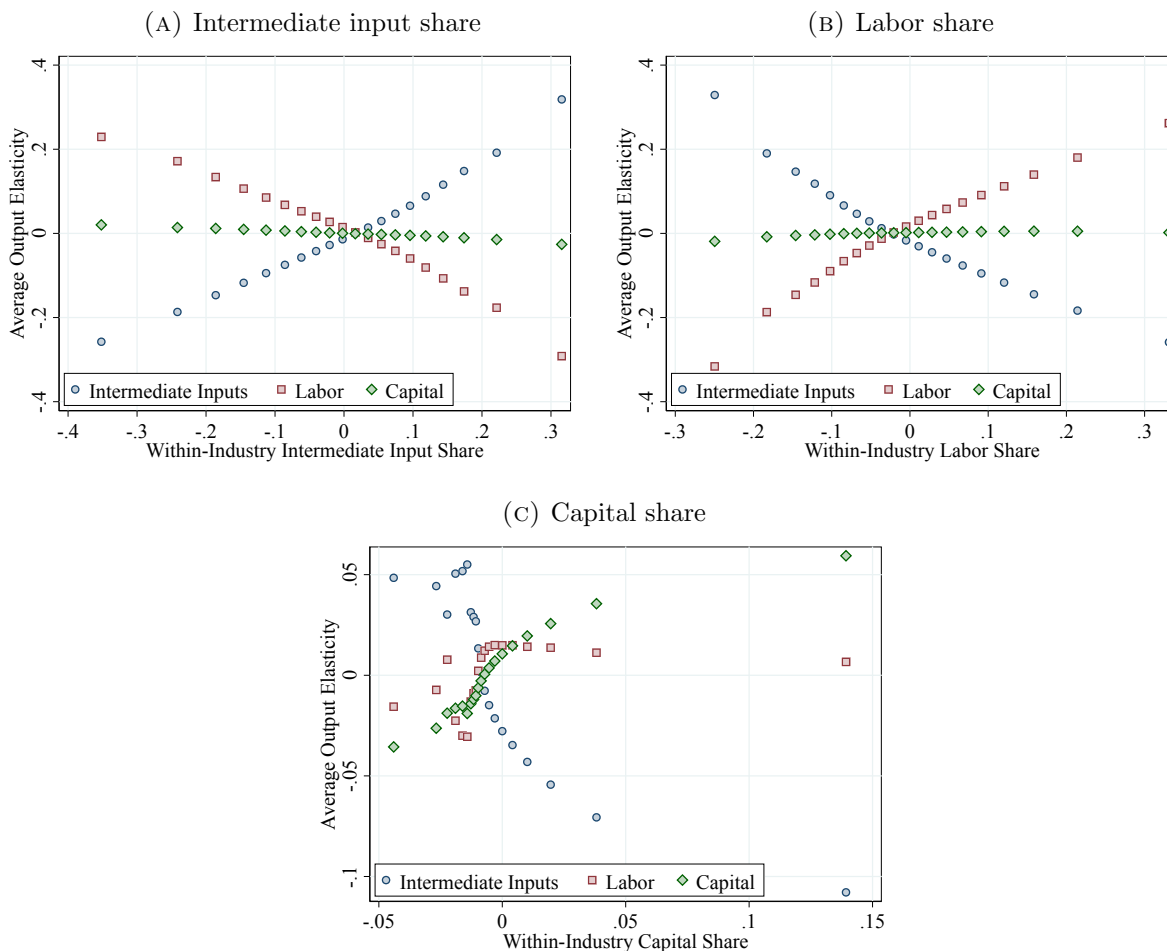 (A) Intermediate input share
Average Output Elasticity
.4
.2
0
-.2
-.4
Intermediate Inputs Labor Capital
-.4 -.3 -.2 -.1 0 .1 .2 .3
Within-Industry Intermediate Input Share
(B) Labor share
Average Output Elasticity
.4
.2
0
-.2
-.4
Intermediate Inputs Labor Capital
-.3 -.2 -.1 0 .1 .2 .3
Within-Industry Labor Share
(C) Capital share
Average Output Elasticity
.05
0
-.05
-.1
Intermediate Inputs Labor Capital
-.05 0 .05 .1 .15
Within-Industry Capital Share